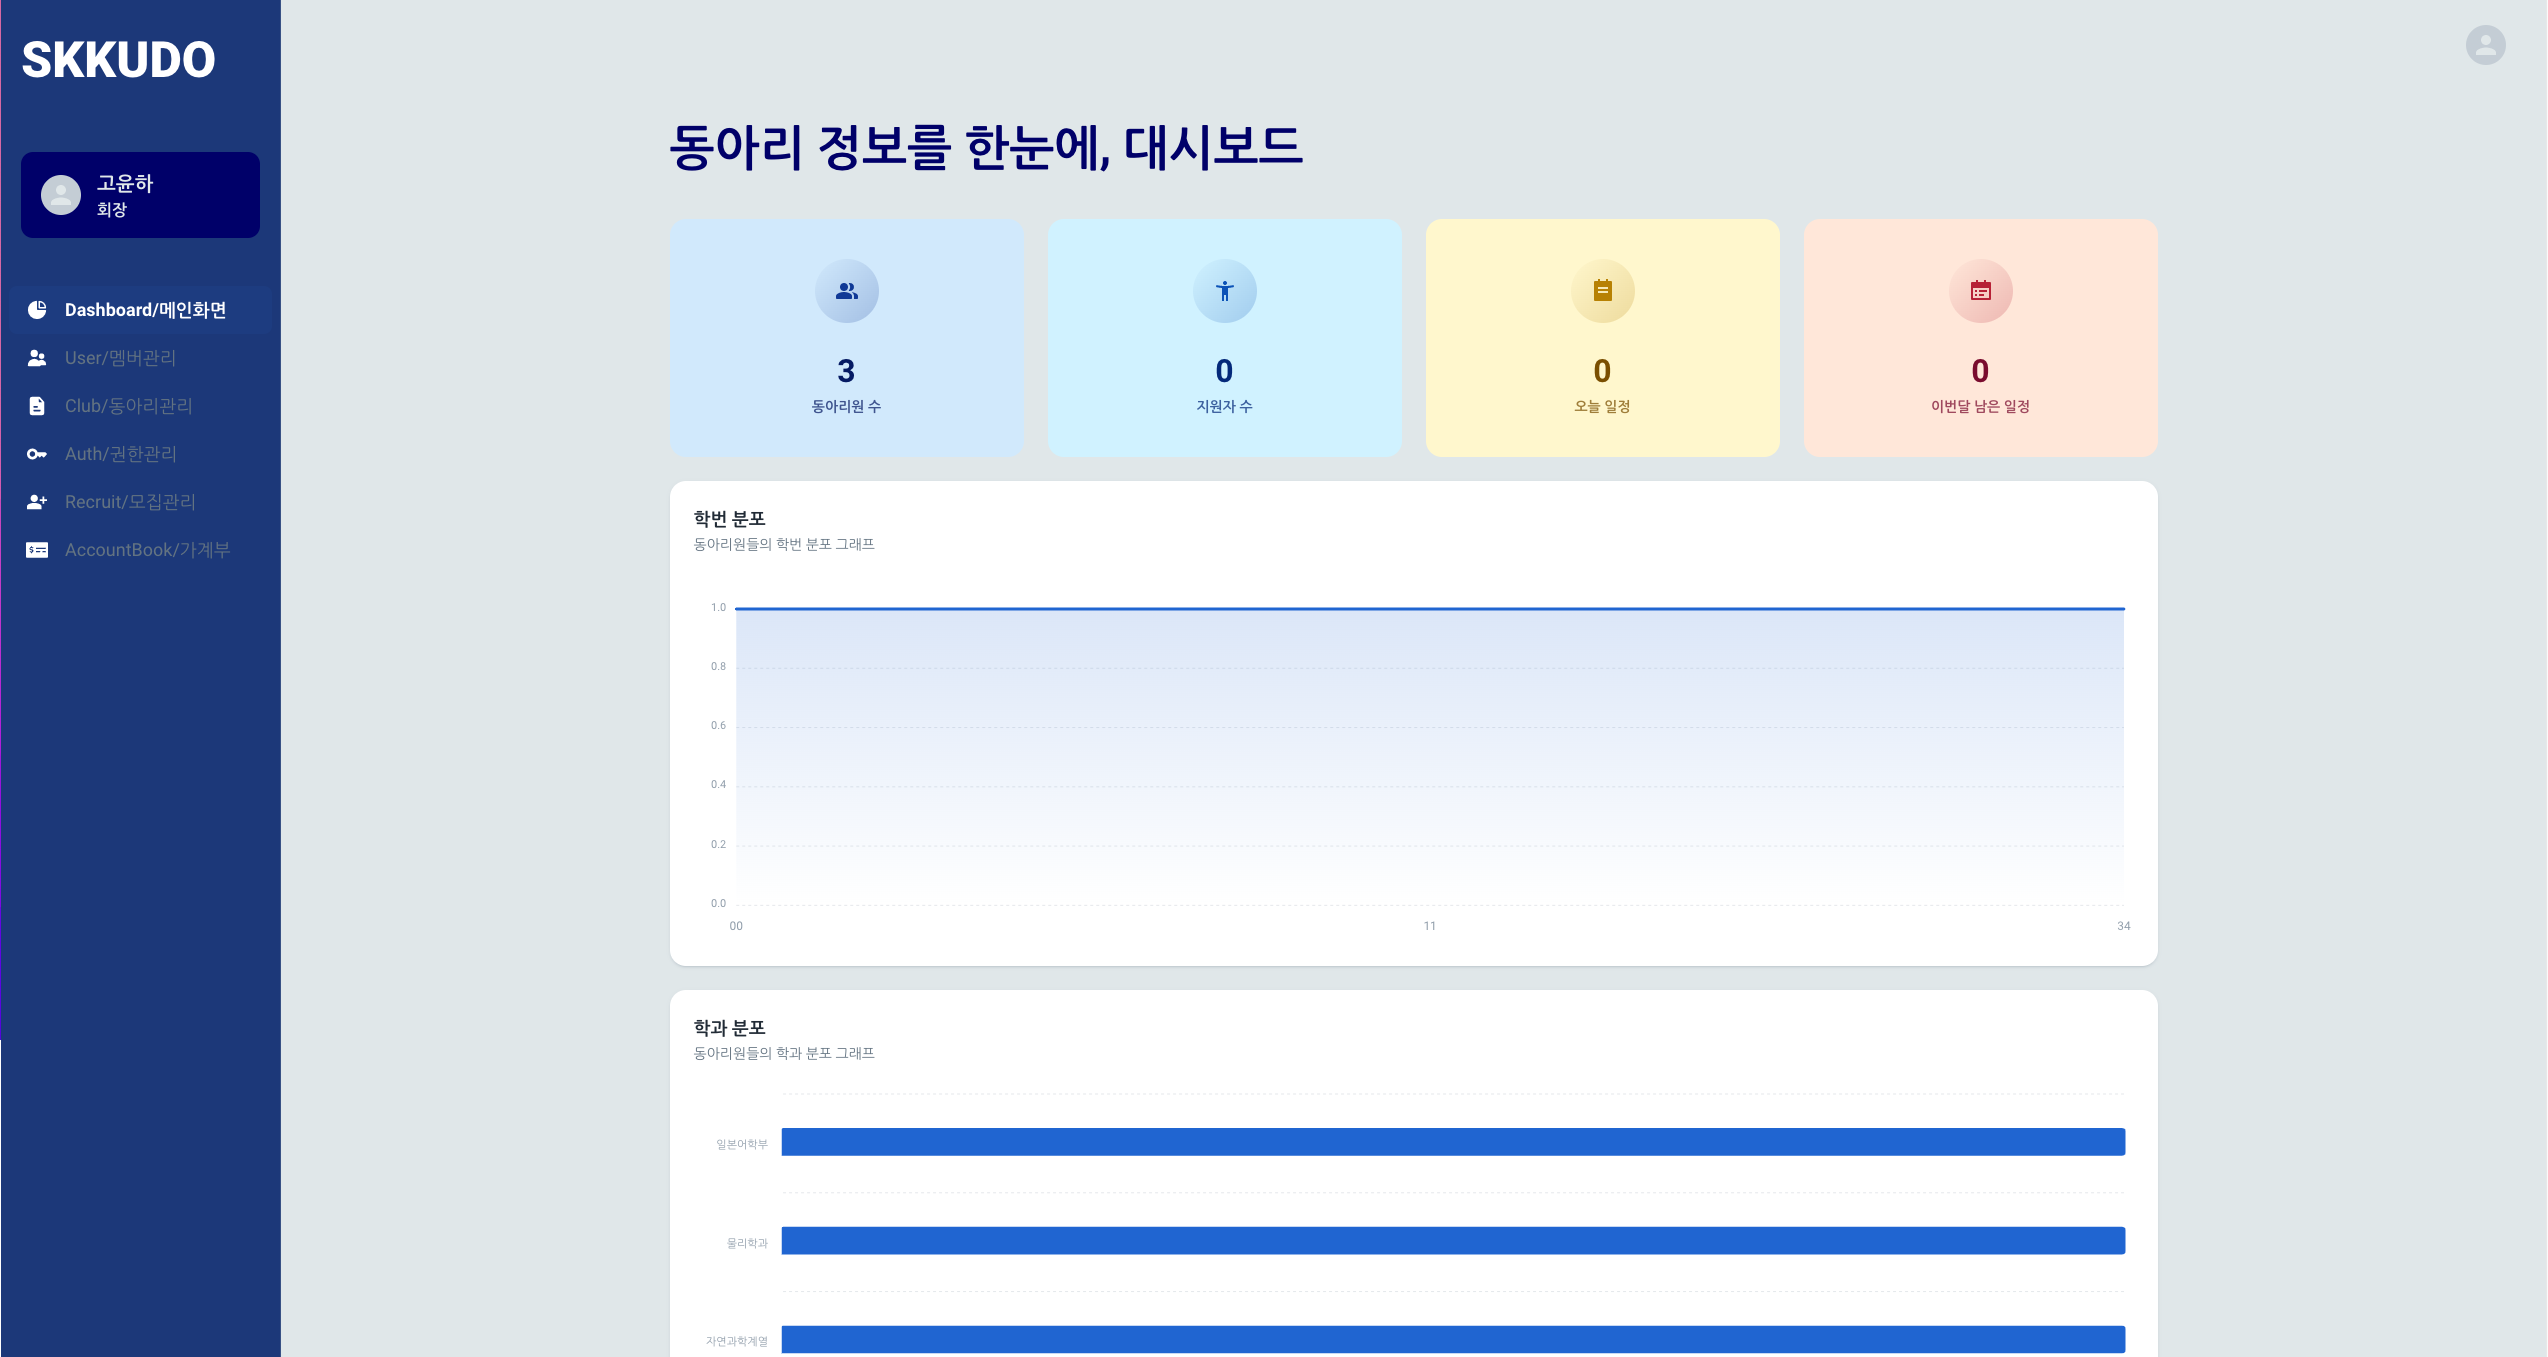 SKKUDO
고윤하
회장
Dashboard/메인화면
User/멤버관리
Club/동아리관리
Auth/권한관리
Recruit/모집관리
AccountBook/가계부
동아리 정보를 한눈에, 대시보드
3
동아리원 수
0
지원자 수
0
오늘 일정
0
이번달 남은 일정
학번 분포
동아리원들의 학번 분포 그래프
1.0
0.8
0.6
0.4
0.2
0.0
00
11
34
학과 분포
동아리원들의 학과 분포 그래프
일본어학부
물리학과
자연과학계열